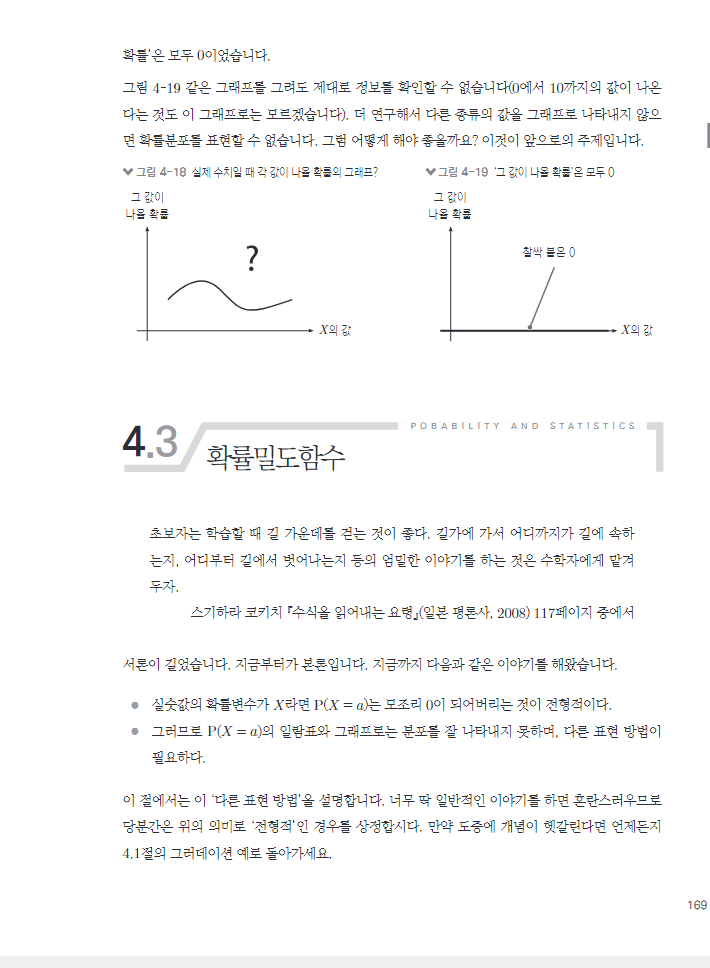 확률'은 모두 0이었습니다.
그림 4-19 같은 그래프를 그려도 제대로 정보를 확인할 수 없습니다(0에서 10까지의 값이 나온
다는 것도 이 그래프로는 모르겠습니다). 더 연구해서 다른 종류의 값을 그래프로 나타내지 않으
면 확률분포를 표현할 수 없습니다. 그럼 어떻게 해야 좋을까요? 이것이 앞으로의 주제입니다.
그림 4-18 실제 수치일 때 각 값이 나올 확률의 그래프?
그 값이
나올 확률
?
X의 값
그림 4-19 '그 값이 나올 확률'은 모두 0
그 값이
나올 확률
찰싹 붙은 0
X의 값
POBABILITY AND STATISTICS
4.3 확률밀도함수
초보자는 학습할 때 길 가운데를 걷는 것이 좋다. 길가에 가서 어디까지가 길에 속하
는지, 어디부터 길에서 벗어나는지 등의 엄밀한 이야기를 하는 것은 수학자에게 맡겨
두자.
스기하라 코키치 『수식을 읽어내는 요령』(일본 평론사, 2008) 117페이지 중에서
서론이 길었습니다. 지금부터가 본론입니다. 지금까지 다음과 같은 이야기를 해왔습니다.
● 실숫값의 확률변수가 X라면 P(X = a)는 모조리 0이 되어버리는 것이 전형적이다.
● 그러므로 P(X = a)의 일람표와 그래프로는 분포를 잘 나타내지 못하며, 다른 표현 방법이
필요하다.
이 절에서는 이 '다른 표현 방법'을 설명합니다. 너무 딱 일반적인 이야기를 하면 혼란스러우므로
당분간은 위의 의미로 '전형적'인 경우를 상정합시다. 만약 도중에 개념이 헷갈린다면 언제든지
4.1절의 그러데이션 예로 돌아가세요.
169